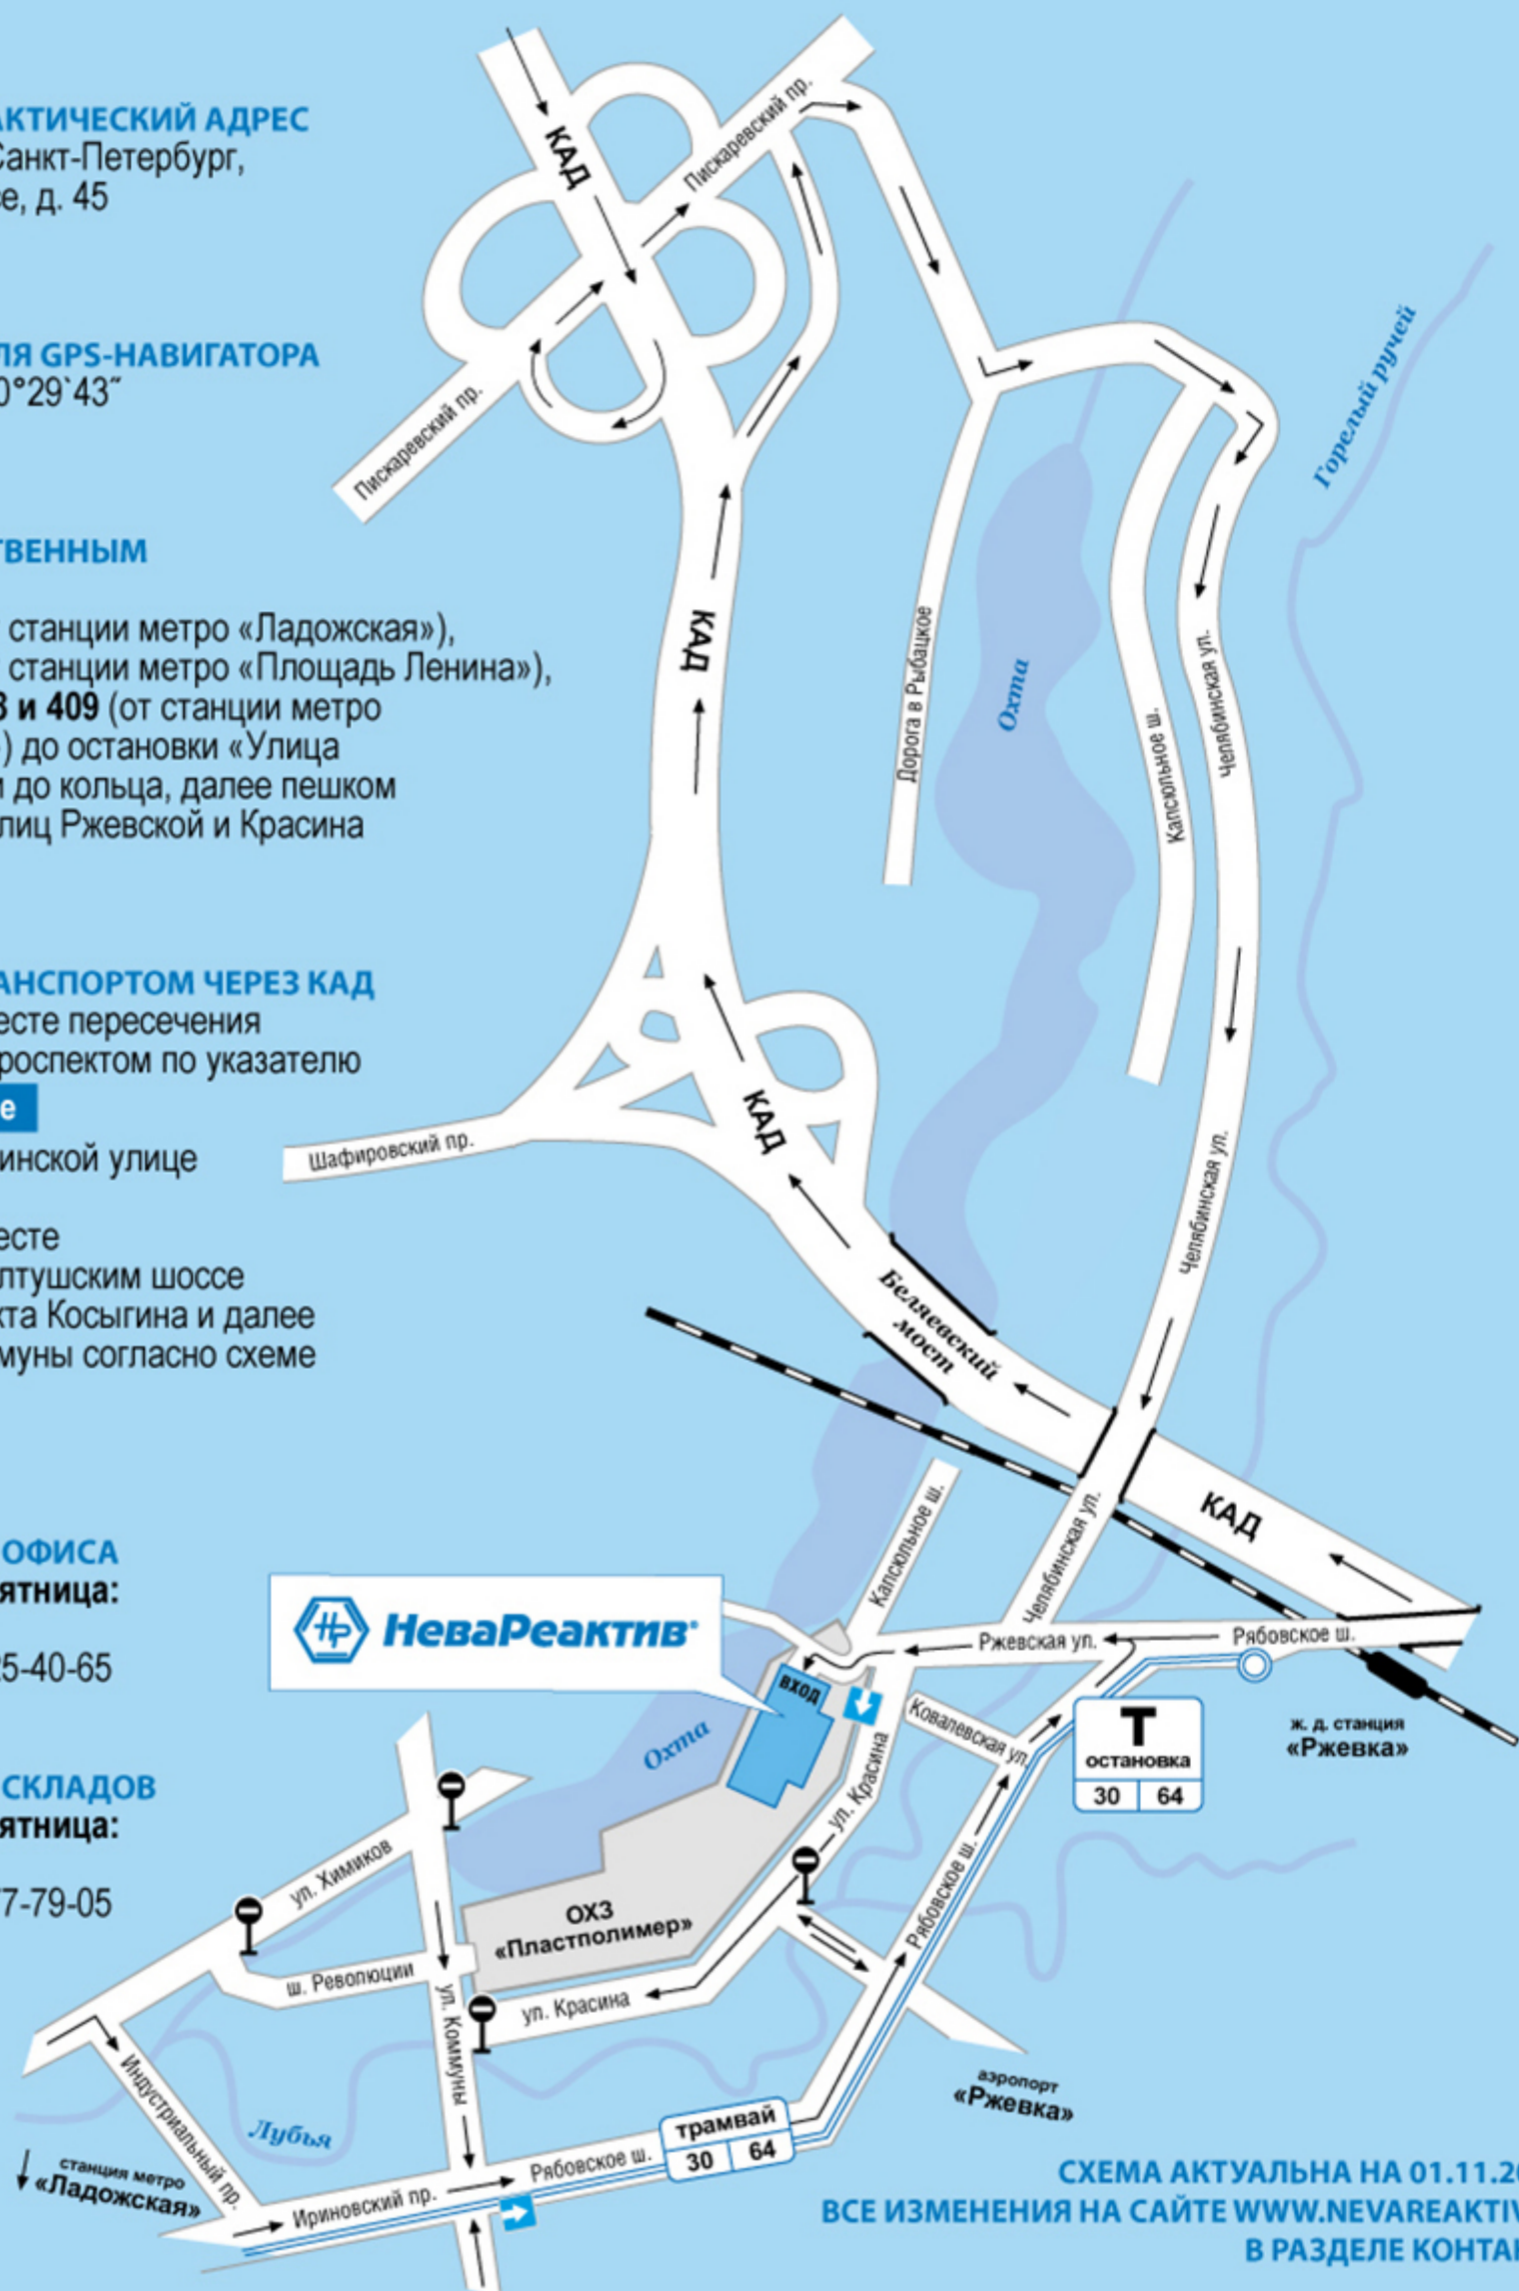 АКТИЧЕСКИЙ АДРЕС
Санкт-Петербург,
се, д. 45
ЛЯ GPS-НАВИГАТОРА
0°29`43˝
ТВЕННЫМ
станции метро «Ладожская»),
станции метро «Площадь Ленина»),
3 и 409 (от станции метро
») до остановки «Улица
и до кольца, далее пешком
лиц Ржевской и Красина
АНСПОРТОМ ЧЕРЕЗ КАД
есте пересечения
роспектом по указателю
е
инской улице
есте
лтушским шоссе
кта Косыгина и далее
муны согласно схеме
ОФИСА
ятница:
25-40-65
СКЛАДОВ
ятница:
77-79-05
КАД
Пискаревский пр.
Пискаревский пр.
Горелый ручей
КАД
Дорога в Рыбацкое
Охта
Капсюльное ш.
Челябинская ул.
КАД
Шафировский пр.
Челябинская ул.
Беляевский
мост
КАД
Капсюльное ш.
Челябинская ул.
НР НеваРеактив®
Ржевская ул.
Рябовское ш.
вход
Охта
Ковалевская ул.
Т
остановка
30 64
ж. д. станция
«Ржевка»
ул. Красина
ул. Химиков
Рябовское ш.
ОХЗ
«Пластполимер»
ш. Революции
ул. Красина
ул. Коммуны
Индустриальный пр.
аэропорт
«Ржевка»
Лубья
трамвай
30 64
Рябовское ш.
станция метро
«Ладожская»
Ириновский пр.
СХЕМА АКТУАЛЬНА НА 01.11.20
ВСЕ ИЗМЕНЕНИЯ НА САЙТЕ WWW.NEVAREAKTIV
В РАЗДЕЛЕ КОНТАК